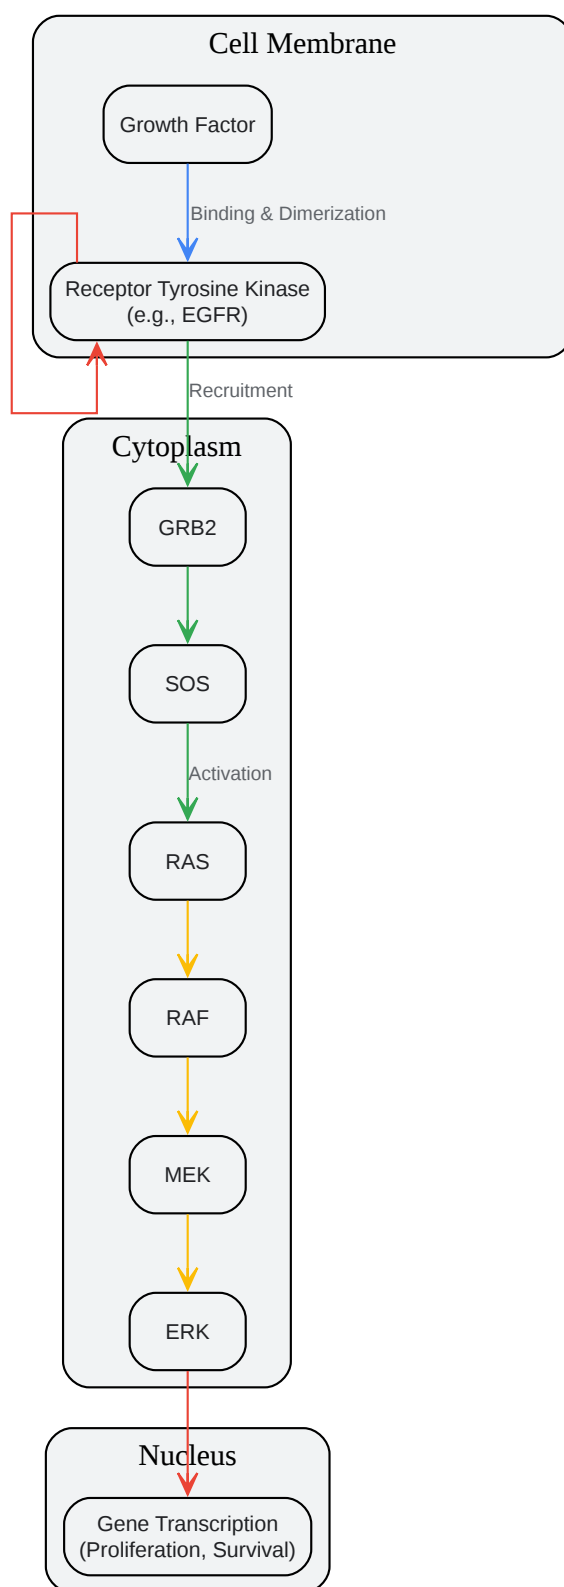 Cell Membrane
Growth Factor
Binding & Dimerization
Receptor Tyrosine Kinase
(e.g., EGFR)
Recruitment
Cytoplasm
GRB2
SOS
Activation
RAS
RAF
MEK
ERK
Nucleus
Gene Transcription
(Proliferation, Survival)